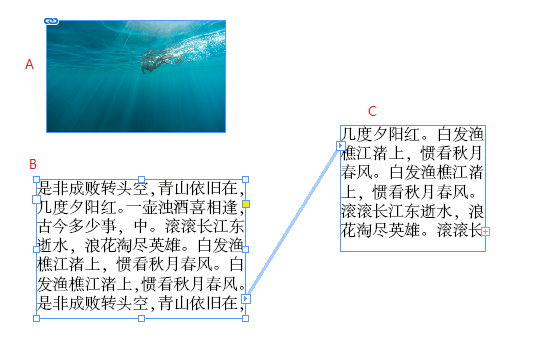 A
B
是非成败转头空，青山依旧在，
几度夕阳红。一壶浊酒喜相逢，
古今多少事，中。滚滚长江东
逝水，浪花淘尽英雄。白发渔
樵江渚上，惯看秋月春风。白
发渔樵江渚上，惯看秋月春风。
是非成败转头空，青山依旧在，
C
几度夕阳红。白发渔
樵江渚上，惯看秋月
春风。白发渔樵江渚
上，惯看秋月春风。
滚滚长江东逝水，浪
花淘尽英雄。滚滚长